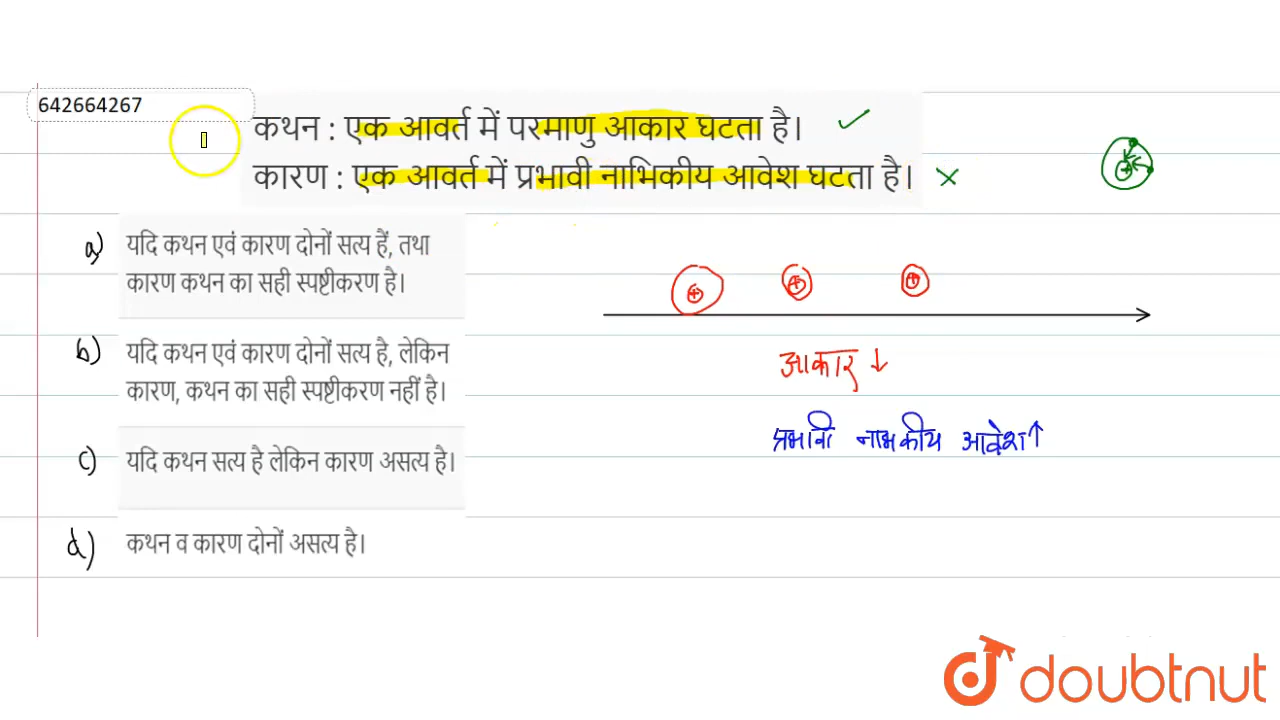 642664267
कथन : एक आवर्त में परमाणु आकार घटता है।
कारण : एक आवर्त में प्रभावी नाभिकीय आवेश घटता है।
a) यदि कथन एवं कारण दोनों सत्य हैं, तथा
कारण कथन का सही स्पष्टीकरण है।
b) यदि कथन एवं कारण दोनों सत्य है, लेकिन
कारण, कथन का सही स्पष्टीकरण नहीं है।
c) यदि कथन सत्य है लेकिन कारण असत्य है।
d) कथन व कारण दोनों असत्य है।
+ + +
आकार ↓
प्रभावी नाभकीय आवेश ↑
+
doubtnut